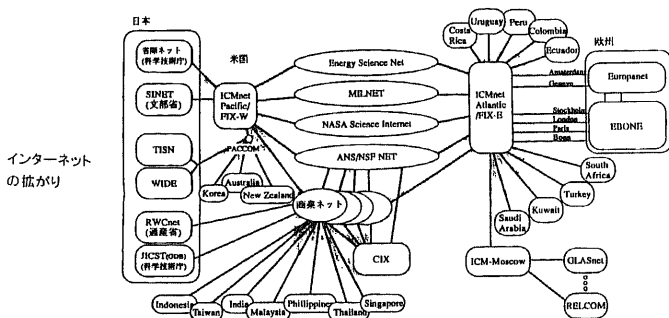 日本
省際ネット
(科学技術庁)
SINET
(文部省)
TISN
WIDE
RWCnet
(通産省)
JICST(ODB)
(科学技術庁)
インターネット
の拡がり
米国
ICMnet
Pacific/
FIX-W
PACCOM
Korea
Australia
New Zealand
Energy Science Net
MILNET
NASA Science Internet
ANS/NSF NET
商業ネット
CIX
Indonesia
Taiwan
India
Malaysia
Phillippine
Thailand
Singapore
Costa
Rica
Uruguay
Peru
Colombia
Ecuador
ICMnet
Atlantic
/FIX-E
欧州
Amsterdam
Geneve
Stockholm
London
Paris
Bonn
Europanet
EBONE
South
Africa
Turkey
Kuwait
Saudi
Arabia
ICM-Moscow
GLASnet
RELCOM